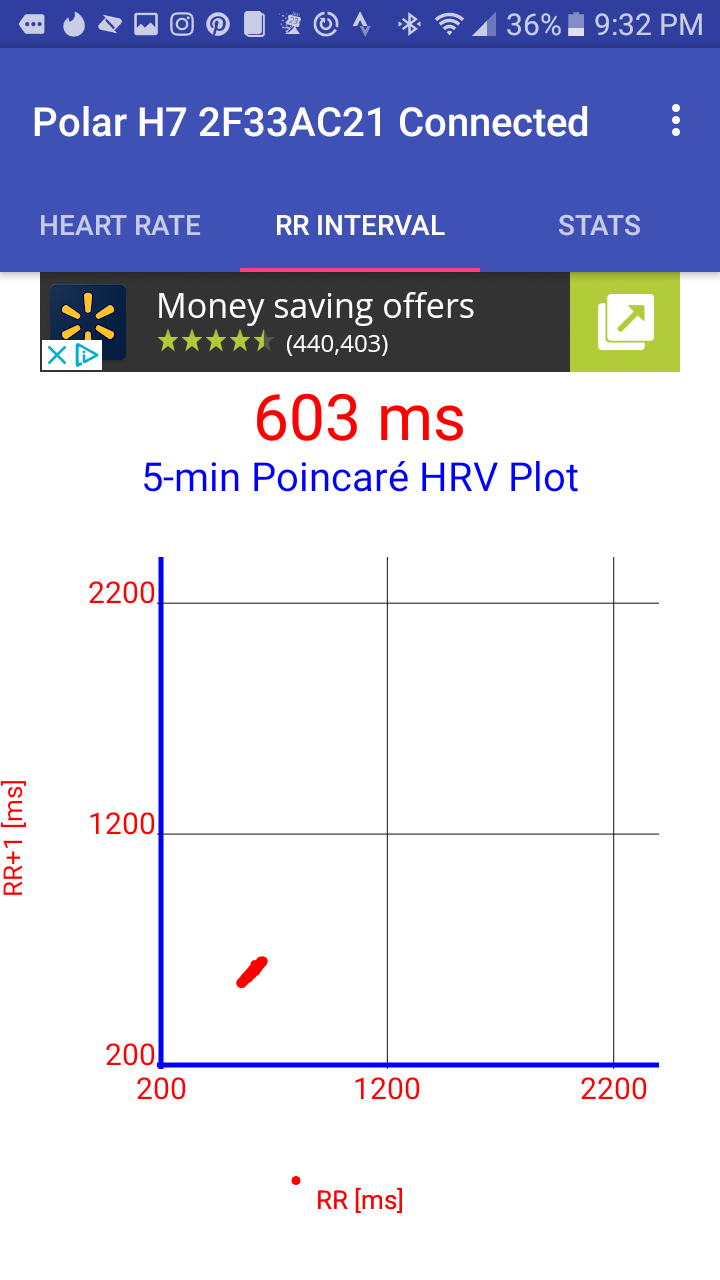 36% 9:32 PM
Polar H7 2F33AC21 Connected
HEART RATE RR INTERVAL STATS
Money saving offers
(440,403)
603 ms
5-min Poincaré HRV Plot
2200
1200
200
RR+1 [ms]
200 1200 2200
RR [ms]